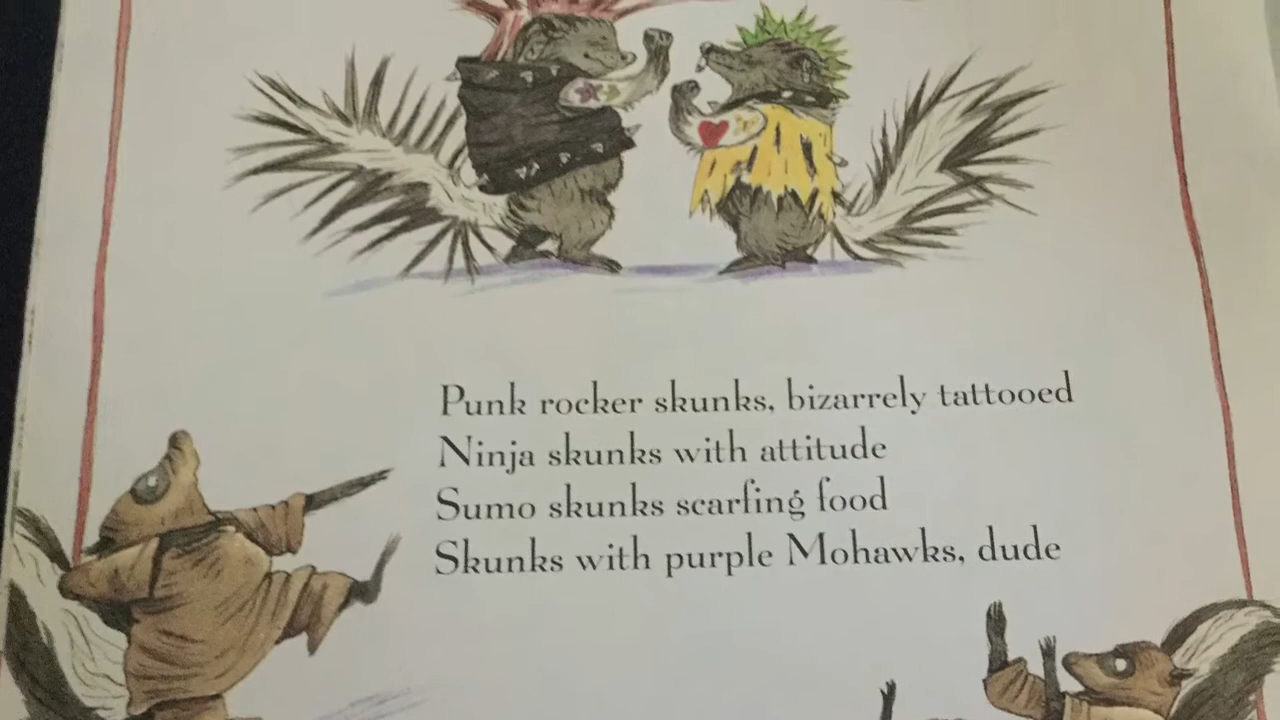 Punk rocker skunks, bizarrely tattooed
Ninja skunks with attitude
Sumo skunks scarfing food
Skunks with purple Mohawks, dude